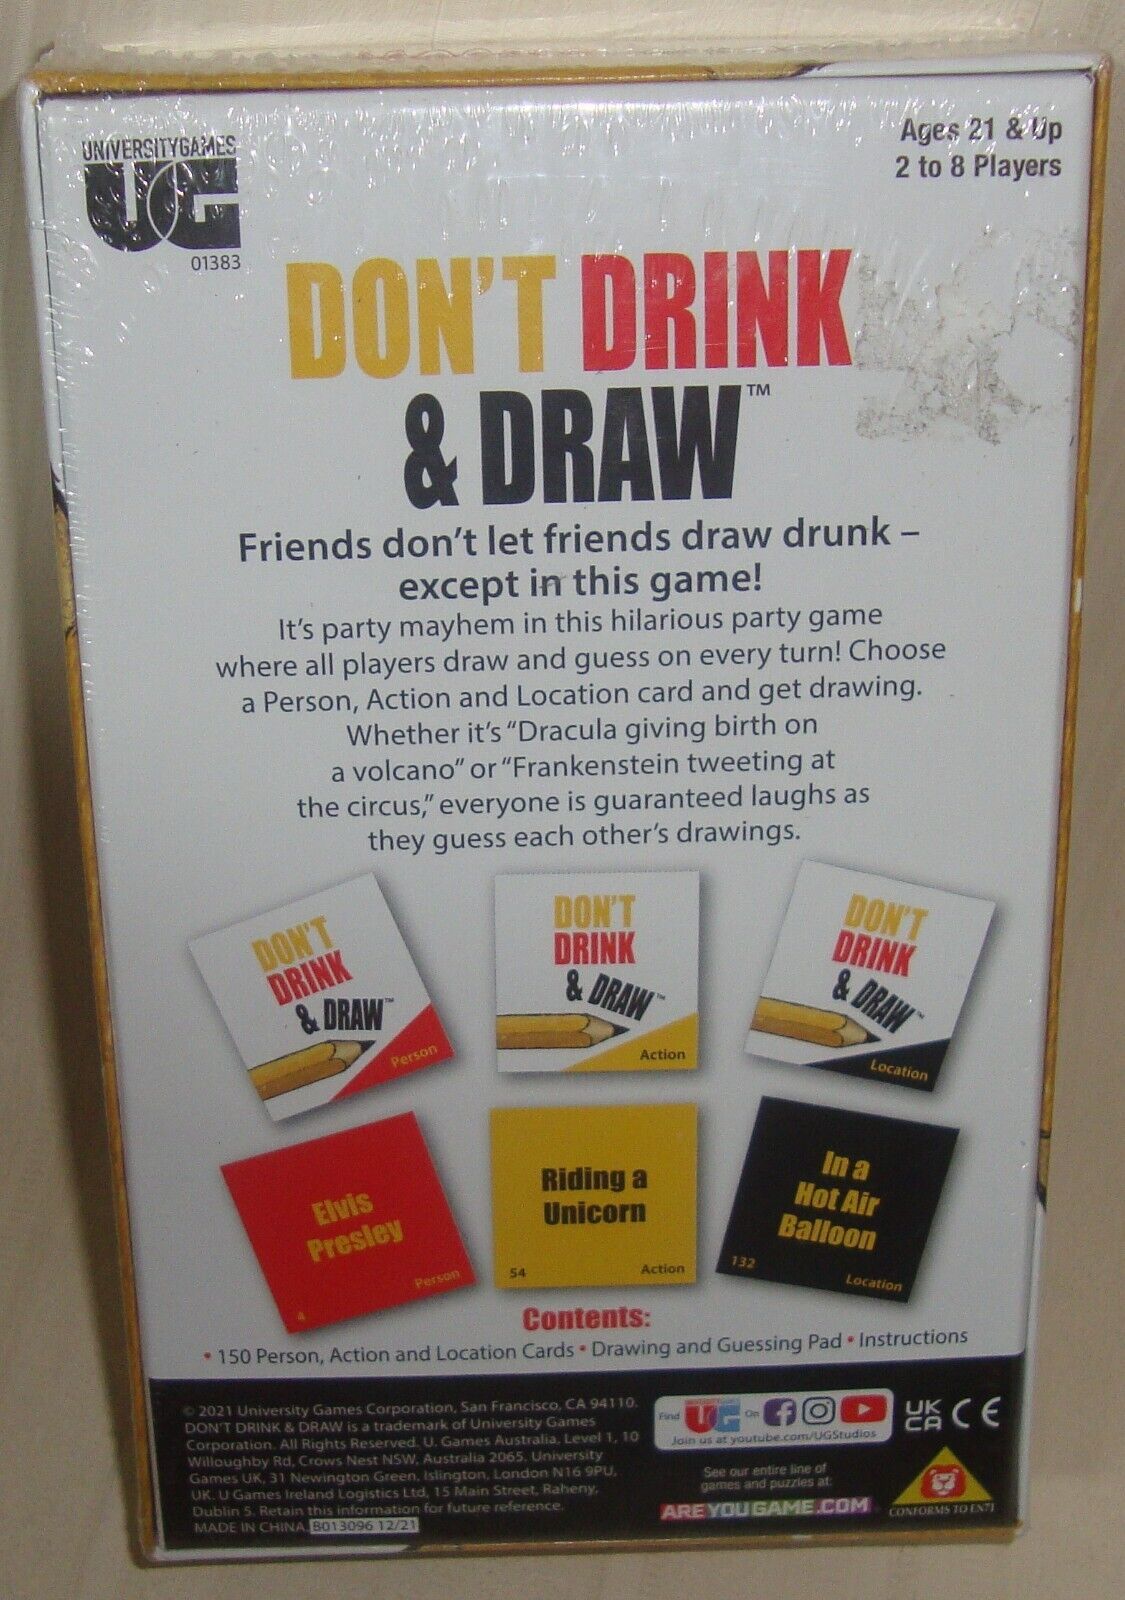 UNIVERSITYGAMES
UG
01383
Ages 21 & Up
2 to 8 Players
DON'T DRINK
& DRAW™
Friends don't let friends draw drunk –
except in this game!
It's party mayhem in this hilarious party game
where all players draw and guess on every turn! Choose
a Person, Action and Location card and get drawing.
Whether it's "Dracula giving birth on
a volcano" or "Frankenstein tweeting at
the circus," everyone is guaranteed laughs as
they guess each other's drawings.
DON'T
DRINK
& DRAW™
Person
DON'T
DRINK
& DRAW™
Action
DON'T
DRINK
& DRAW™
Location
Elvis
Presley
4
Person
Riding a
Unicorn
54
Action
In a
Hot Air
Balloon
132
Location
Contents:
• 150 Person, Action and Location Cards • Drawing and Guessing Pad • Instructions
© 2021 University Games Corporation, San Francisco, CA 94110.
DON'T DRINK & DRAW is a trademark of University Games
Corporation. All Rights Reserved. U. Games Australia, Level 1, 10
Willoughby Rd, Crows Nest NSW, Australia 2065. University
Games UK, 31 Newington Green, Islington, London N16 9PU,
UK. U Games Ireland Logistics Ltd, 15 Main Street, Raheny,
Dublin 5. Retain this information for future reference.
MADE IN CHINA. B013096 12/21
Find UG On
Join us at youtube.com/UGStudios
See our entire line of
games and puzzles at:
AREYOUGAME.COM
UK
CA CE
CONFORMS TO EN71